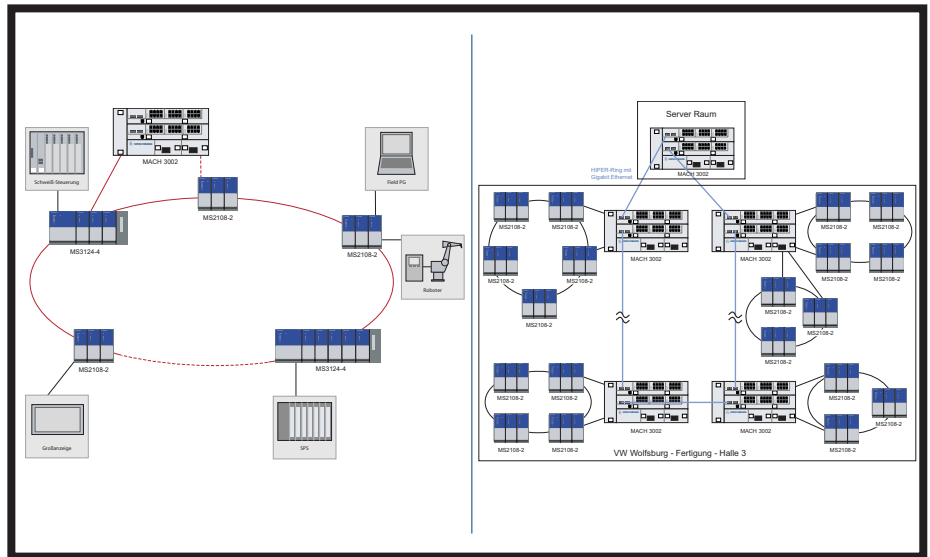 MACH 3002
Schweiß-Steuerung
Field PG
MS2108-2
MS3124-4
MS2108-2
Roboter
MS2108-2
MS3124-4
Großanzeige
SPS
Server Raum
MACH 3002
HIPER-Ring mit
Gigabit Ethernet
MS2108-2
MS2108-2
MS2108-2
MS2108-2
MACH 3002
MACH 3002
MS2108-2
MS2108-2
MS2108-2
MS2108-2
MS2108-2
MS2108-2
MS2108-2
MS2108-2
MS2108-2
MS2108-2
MS2108-2
MS2108-2
MS2108-2
MACH 3002
MACH 3002
MS2108-2
MS2108-2
MS2108-2
VW Wolfsburg - Fertigung - Halle 3